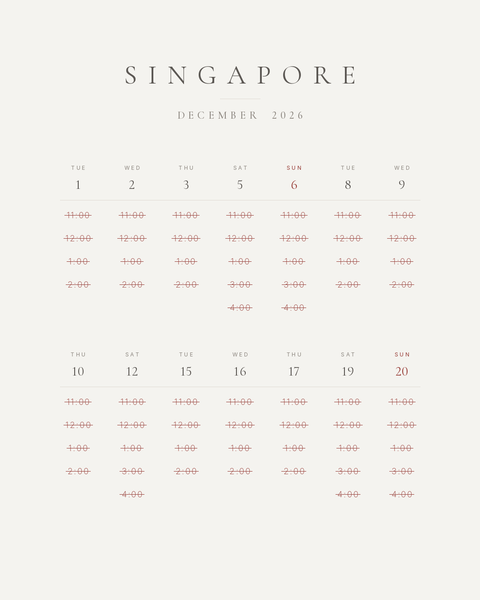 SINGAPORE
DECEMBER 2026
TUE WED THU SAT SUN TUE WED
1 2 3 5 6 8 9
11:00 11:00 11:00 11:00 11:00 11:00 11:00
12:00 12:00 12:00 12:00 12:00 12:00 12:00
1:00 1:00 1:00 1:00 1:00 1:00 1:00
2:00 2:00 2:00 3:00 3:00 2:00 2:00
4:00 4:00
THU SAT TUE WED THU SAT SUN
10 12 15 16 17 19 20
11:00 11:00 11:00 11:00 11:00 11:00 11:00
12:00 12:00 12:00 12:00 12:00 12:00 12:00
1:00 1:00 1:00 1:00 1:00 1:00 1:00
2:00 3:00 2:00 2:00 2:00 3:00 3:00
4:00 4:00 4:00